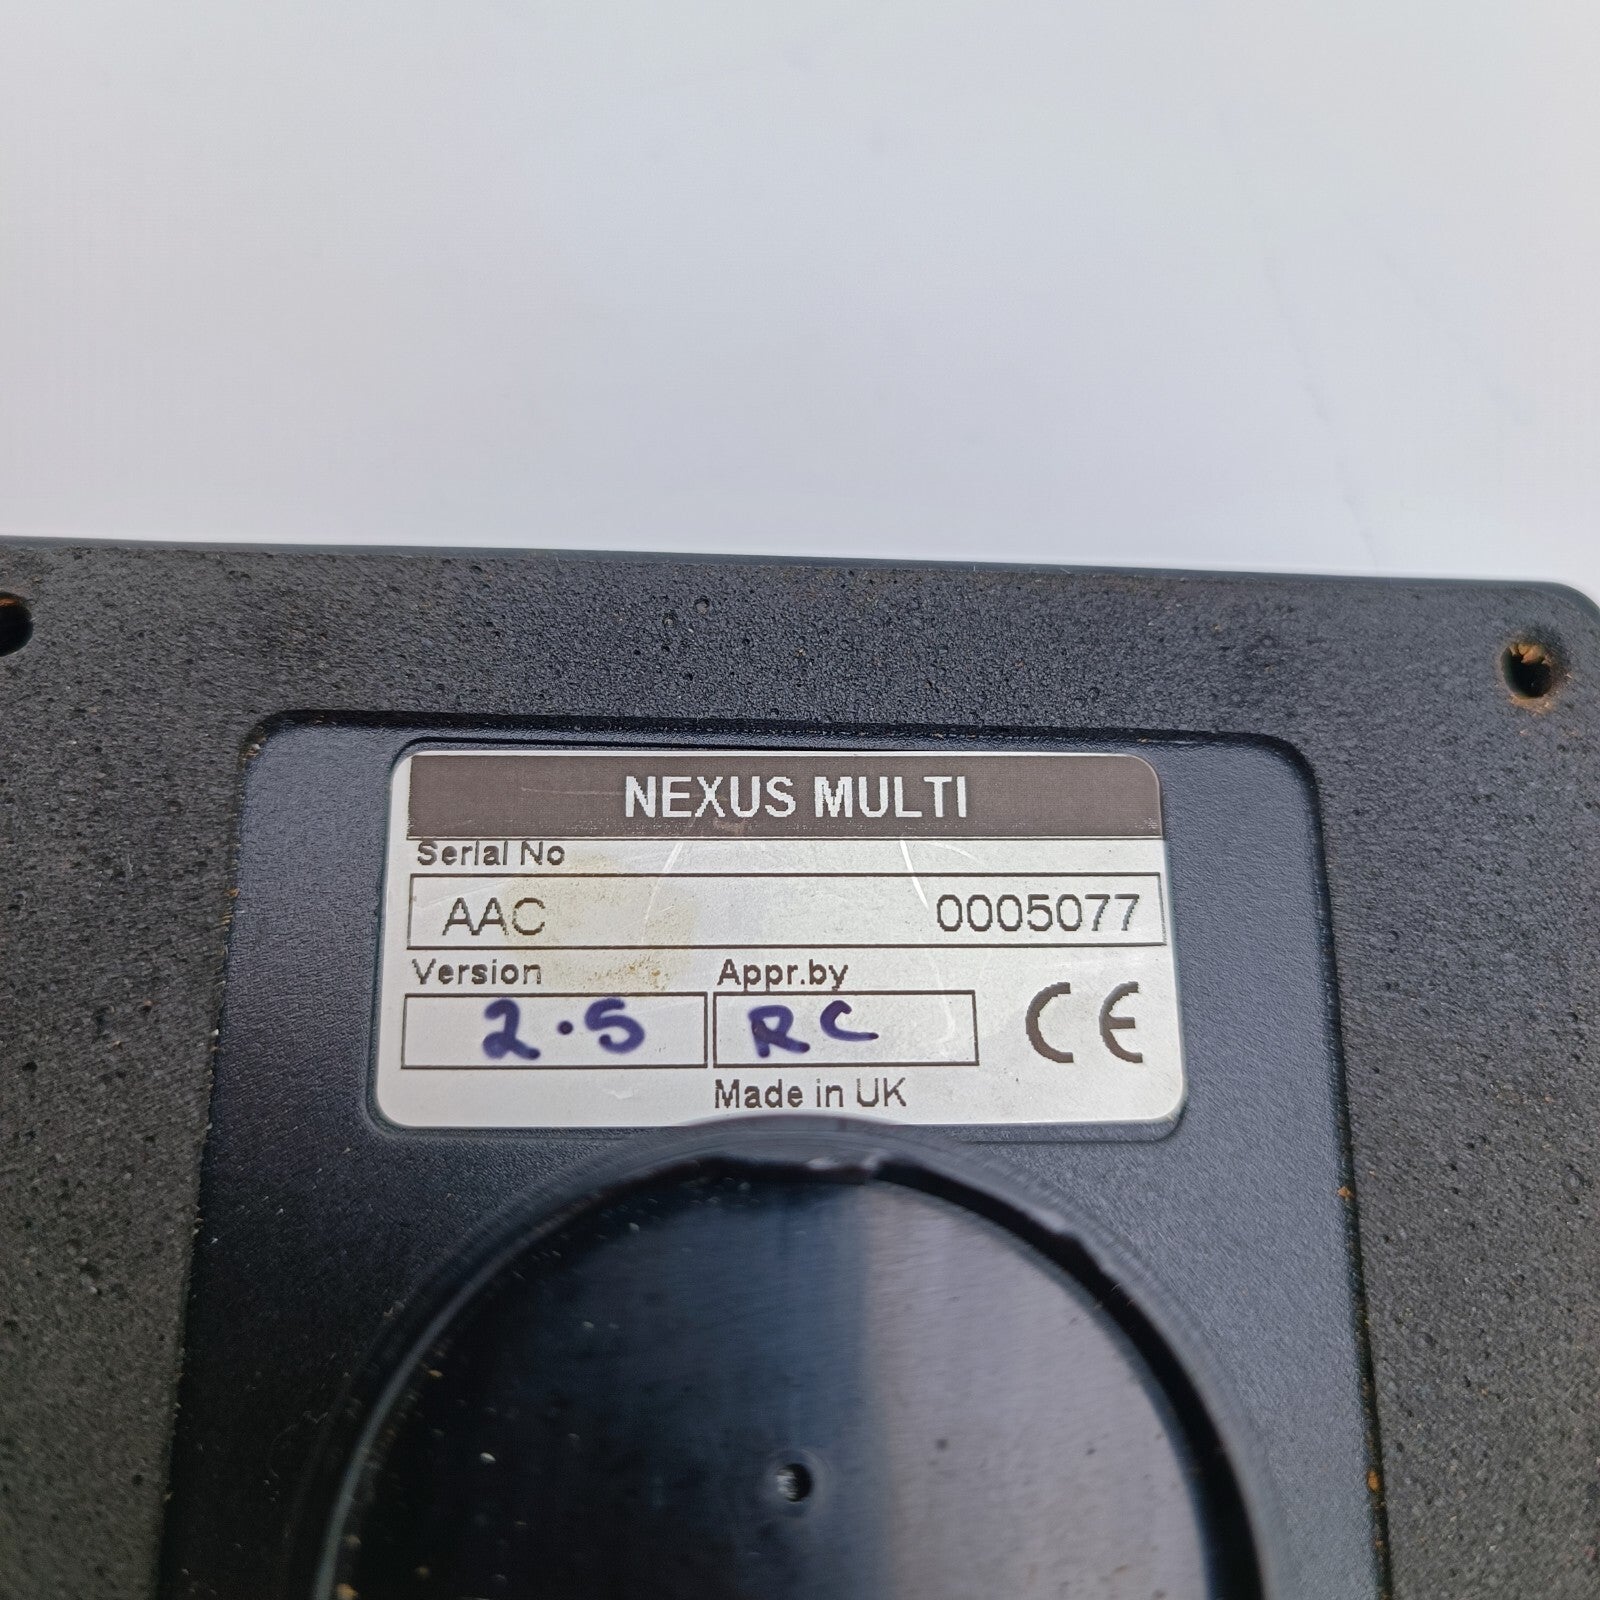 NEXUS MULTI
Serial No
AAC 0005077
Version Appr.by
2.5 RC CE
Made in UK